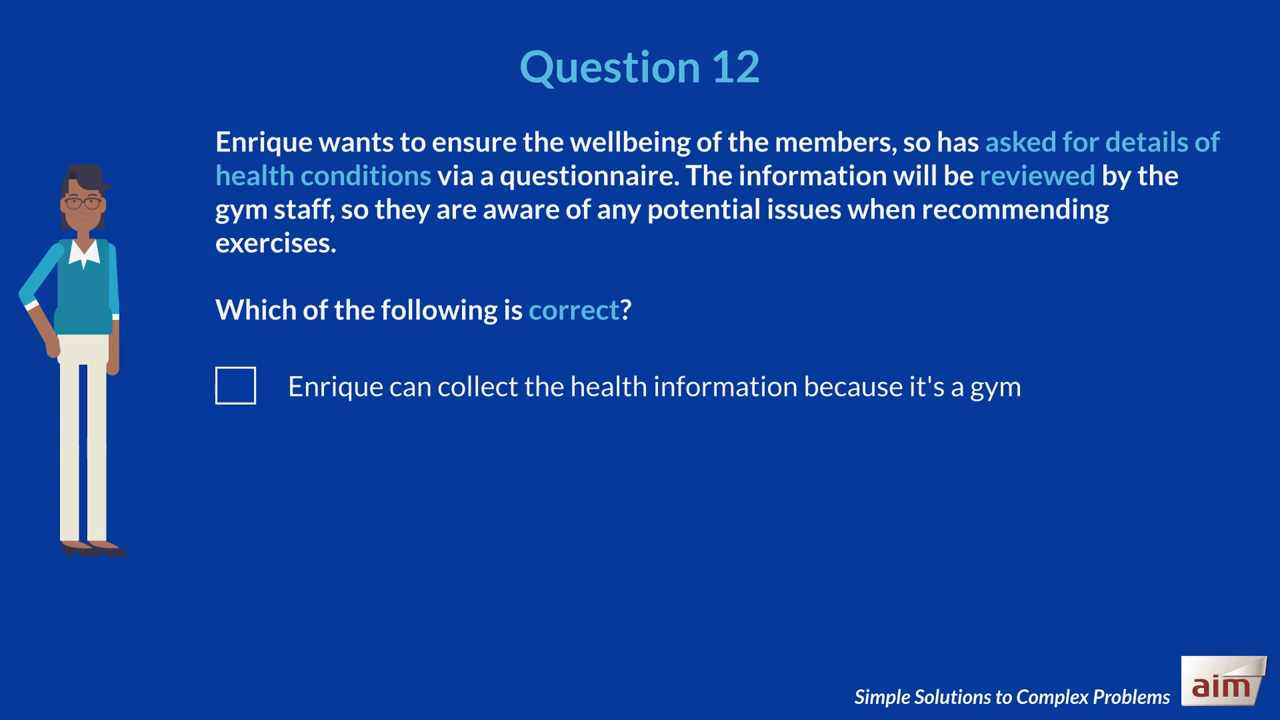 Question 12
Enrique wants to ensure the wellbeing of the members, so has asked for details of
health conditions via a questionnaire. The information will be reviewed by the
gym staff, so they are aware of any potential issues when recommending
exercises.
Which of the following is correct?
Enrique can collect the health information because it's a gym
Simple Solutions to Complex Problems
aim